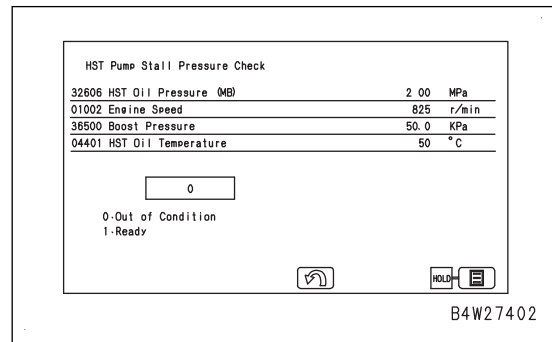 HST Pump Stall Pressure Check
32606 HST Oil Pressure (MB) 2 00 MPa
01002 Engine Speed 825 r/min
36500 Boost Pressure 50.0 KPa
04401 HST Oil Temperature 50 °C
0
0.Out of Condition
1.Ready
HOLD
B4W27402